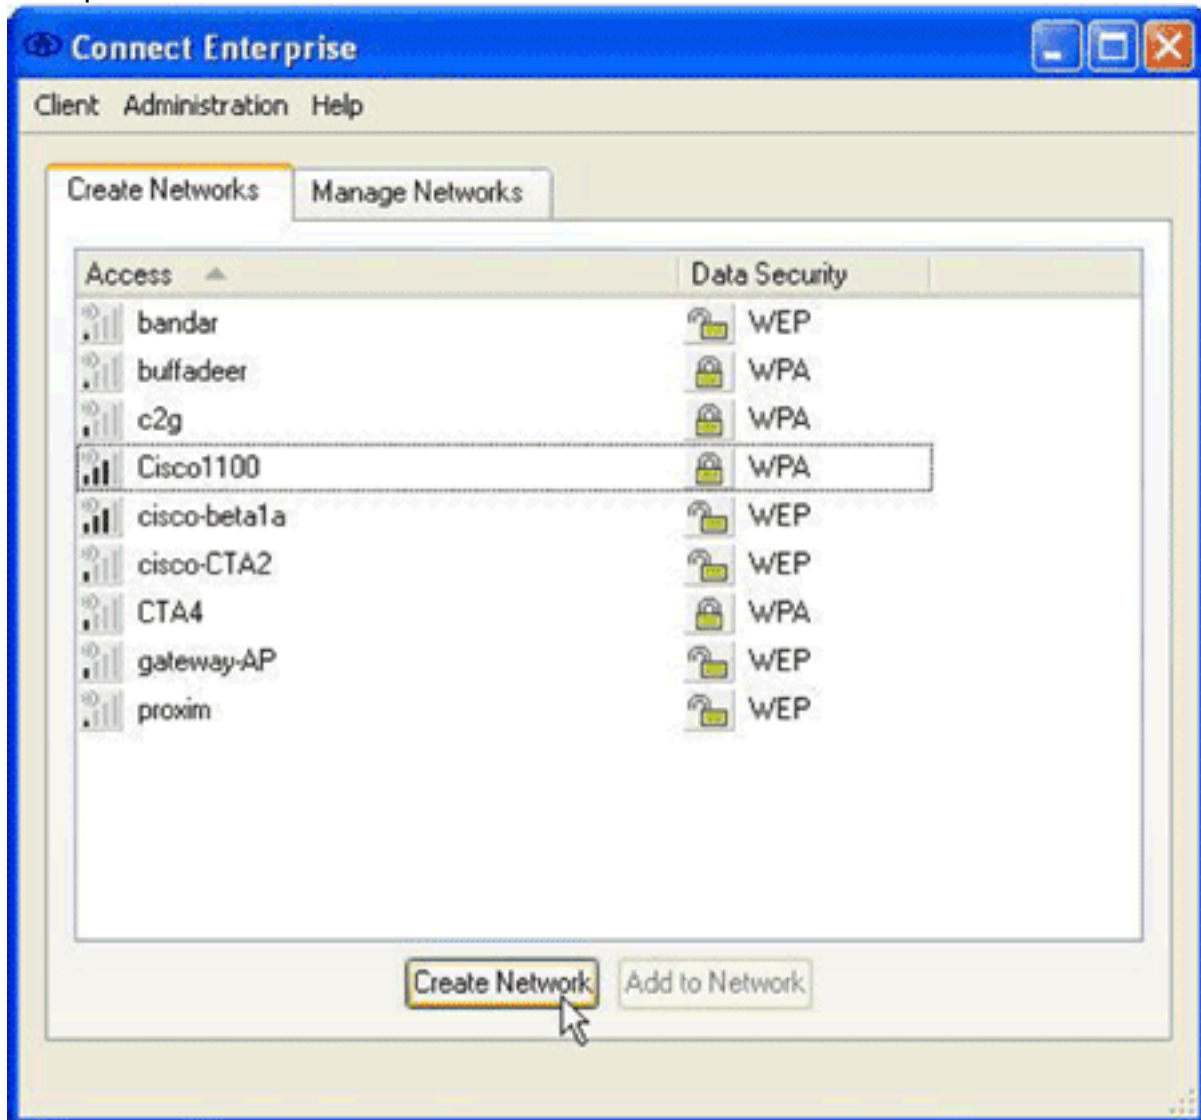 Connect Enterprise
Client Administration Help
Create Networks Manage Networks
Access Data Security
bandar WEP
buffadeer WPA
c2g WPA
Cisco1100 WPA
cisco-beta1a WEP
cisco-CTA2 WEP
CTA4 WPA
gateway-AP WEP
proxim WEP
Create Network Add to Network